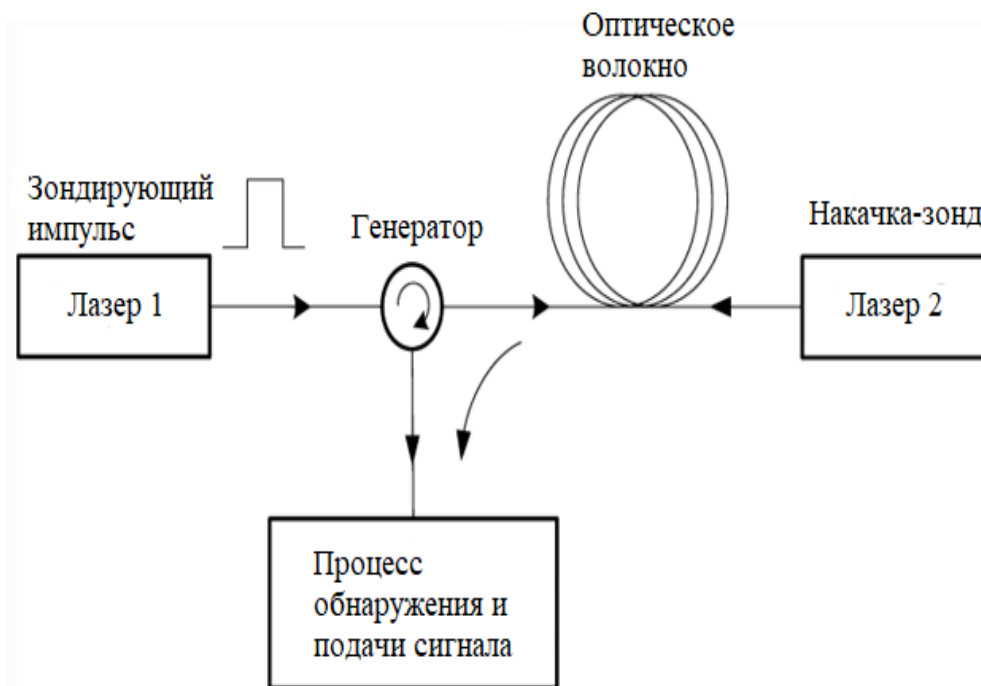 Оптическое
волокно
Зондирующий
импульс
Генератор
Накачка-зонд
Лазер 1
Лазер 2
Процесс
обнаружения и
подачи сигнала